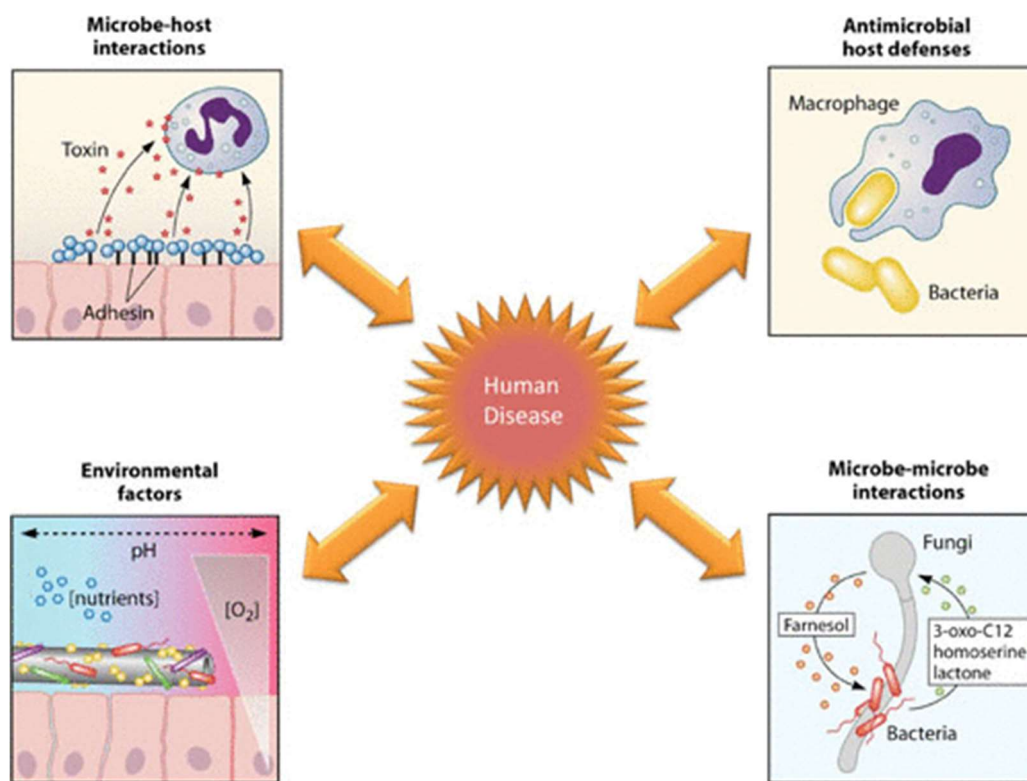 Microbe-host
interactions
Toxin
Adhesin
Antimicrobial
host defenses
Macrophage
Bacteria
Human
Disease
Environmental
factors
pH
[nutrients]
[O₂]
Microbe-microbe
interactions
Fungi
Farnesol
3-oxo-C12
homoserine
lactone
Bacteria